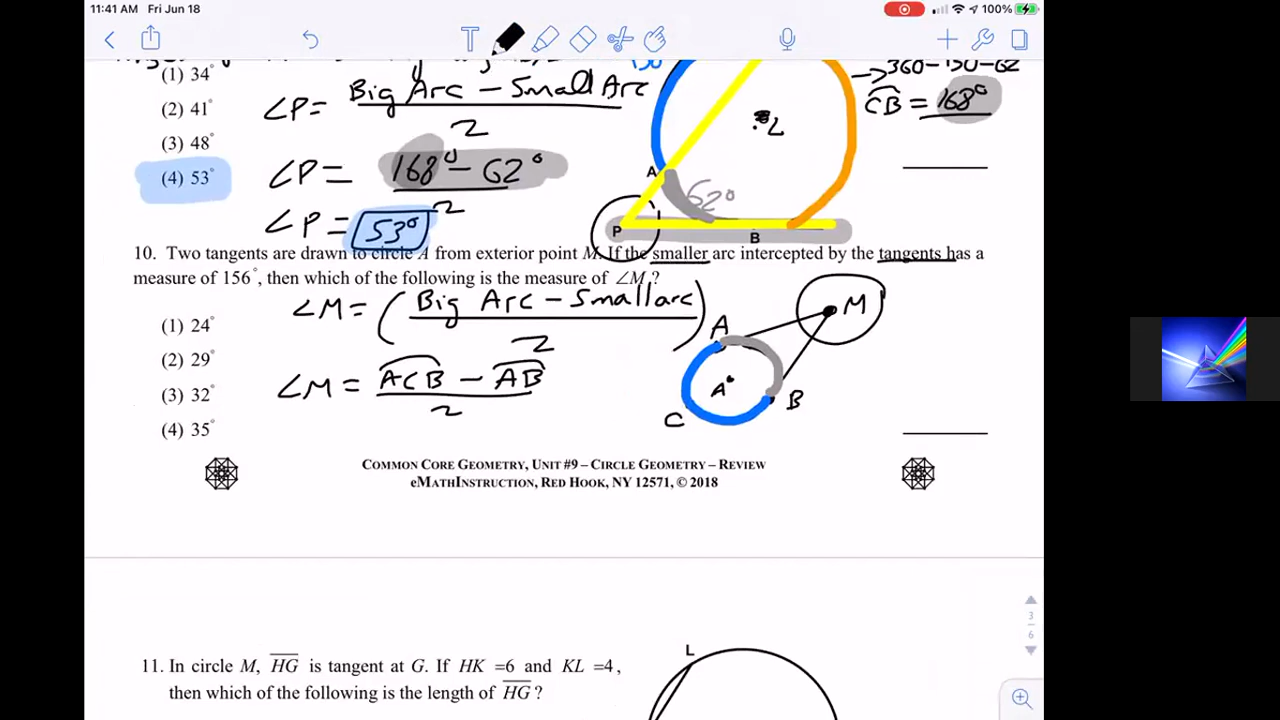 11:41 AM Fri Jun 18
100%
T
(1) 34°
(2) 41°
(3) 48°
(4) 53°
∠P= Big Arc - Small Arc
2
∠P= 168° - 62°
2
∠P= 53°
360-130-62
CB = 168°
L
A
62°
P
B
10. Two tangents are drawn to circle A from exterior point M. If the smaller arc intercepted by the tangents has a
measure of 156°, then which of the following is the measure of ∠M ?
∠M= (Big Arc - Small arc)
2
(1) 24°
(2) 29°
(3) 32°
(4) 35°
∠M= ACB - AB
2
M
A
A
B
C
COMMON CORE GEOMETRY, UNIT #9 – CIRCLE GEOMETRY – REVIEW
eMATHINSTRUCTION, RED HOOK, NY 12571, © 2018
3
6
L
11. In circle M, HG is tangent at G. If HK =6 and KL =4,
then which of the following is the length of HG ?